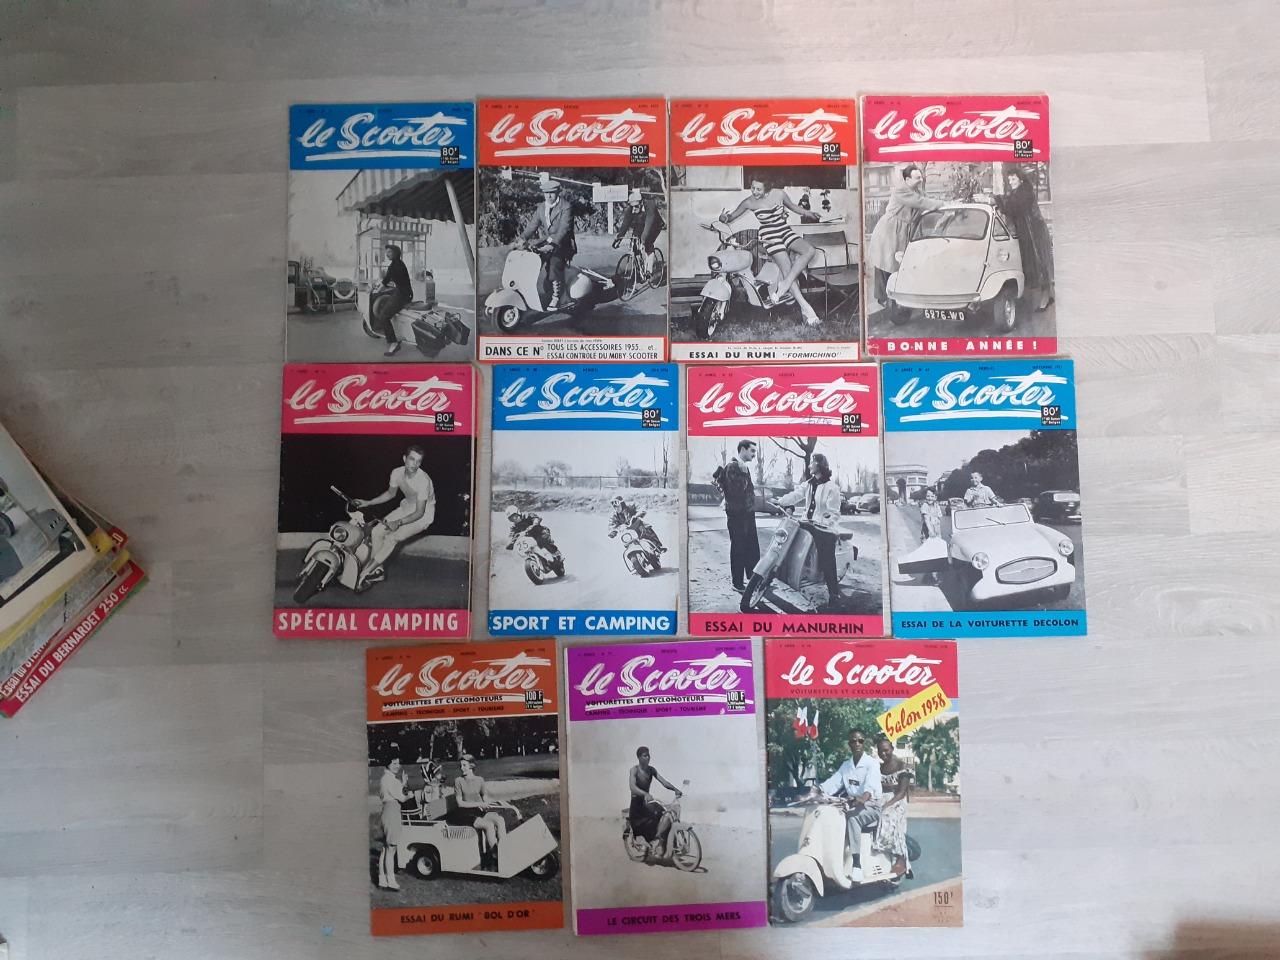 le Scooter
80F
le Scooter
80F
DANS CE N° TOUS LES ACCESSOIRES 1955... et...
ESSAI CONTROLE DU MOBY-SCOOTER
le Scooter
80F
ESSAI DU RUMI "FORMICHINO"
le Scooter
80F
6276 WD
BONNE ANNÉE !
le Scooter
80F
SPÉCIAL CAMPING
le Scooter
80F
SPORT ET CAMPING
le Scooter
80F
ESSAI DU MANURHIN
le Scooter
80F
ESSAI DE LA VOITURETTE DECOLON
le Scooter
100 F
VOITURETTES ET CYCLOMOTEURS
CAMPING - TECHNIQUE - SPORT - TOURISME
ESSAI DU RUMI "BOL D'OR"
le Scooter
100 F
VOITURETTES ET CYCLOMOTEURS
CAMPING - TECHNIQUE - SPORT - TOURISME
LE CIRCUIT DES TROIS MERS
le Scooter
VOITURETTES ET CYCLOMOTEURS
Salon 1958
150F
ESSAI DU BERNARDET 250 cc